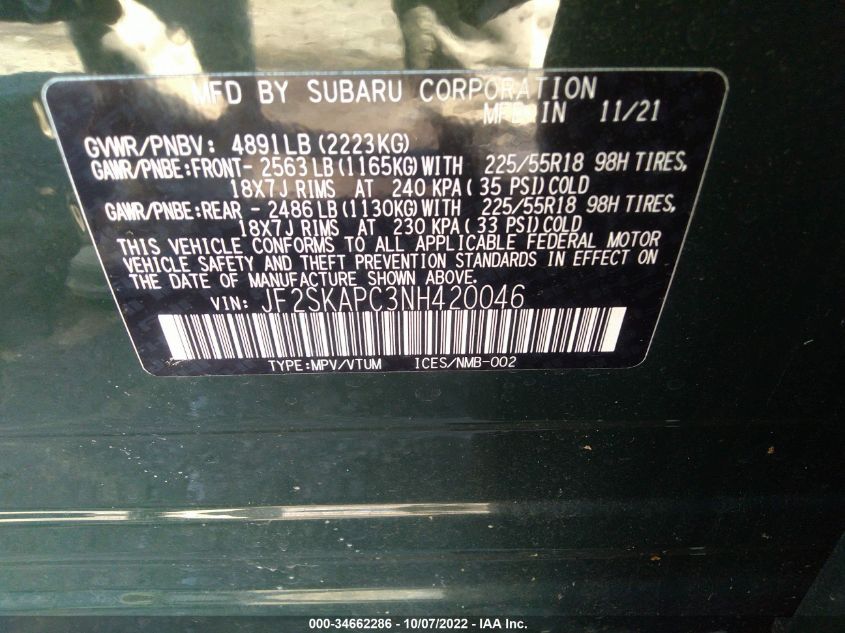 MFD BY SUBARU CORPORATION
MFD IN 11/21
GVWR/PNBV: 4891LB (2223KG)
GAWR/PNBE:FRONT- 2563 LB (1165KG) WITH 225/55R18 98H TIRES,
18X7J RIMS AT 240 KPA ( 35 PSI) COLD
GAWR/PNBE:REAR - 2486 LB (1130KG) WITH 225/55R18 98H TIRES,
18X7J RIMS AT 230 KPA ( 33 PSI) COLD
THIS VEHICLE CONFORMS TO ALL APPLICABLE FEDERAL MOTOR
VEHICLE SAFETY AND THEFT PREVENTION STANDARDS IN EFFECT ON
THE DATE OF MANUFACTURE SHOWN ABOVE.
VIN: JF2SKAPC3NH420046
TYPE:MPV/VTUM ICES/NMB-002
000-34662286 - 10/07/2022 - IAA Inc.